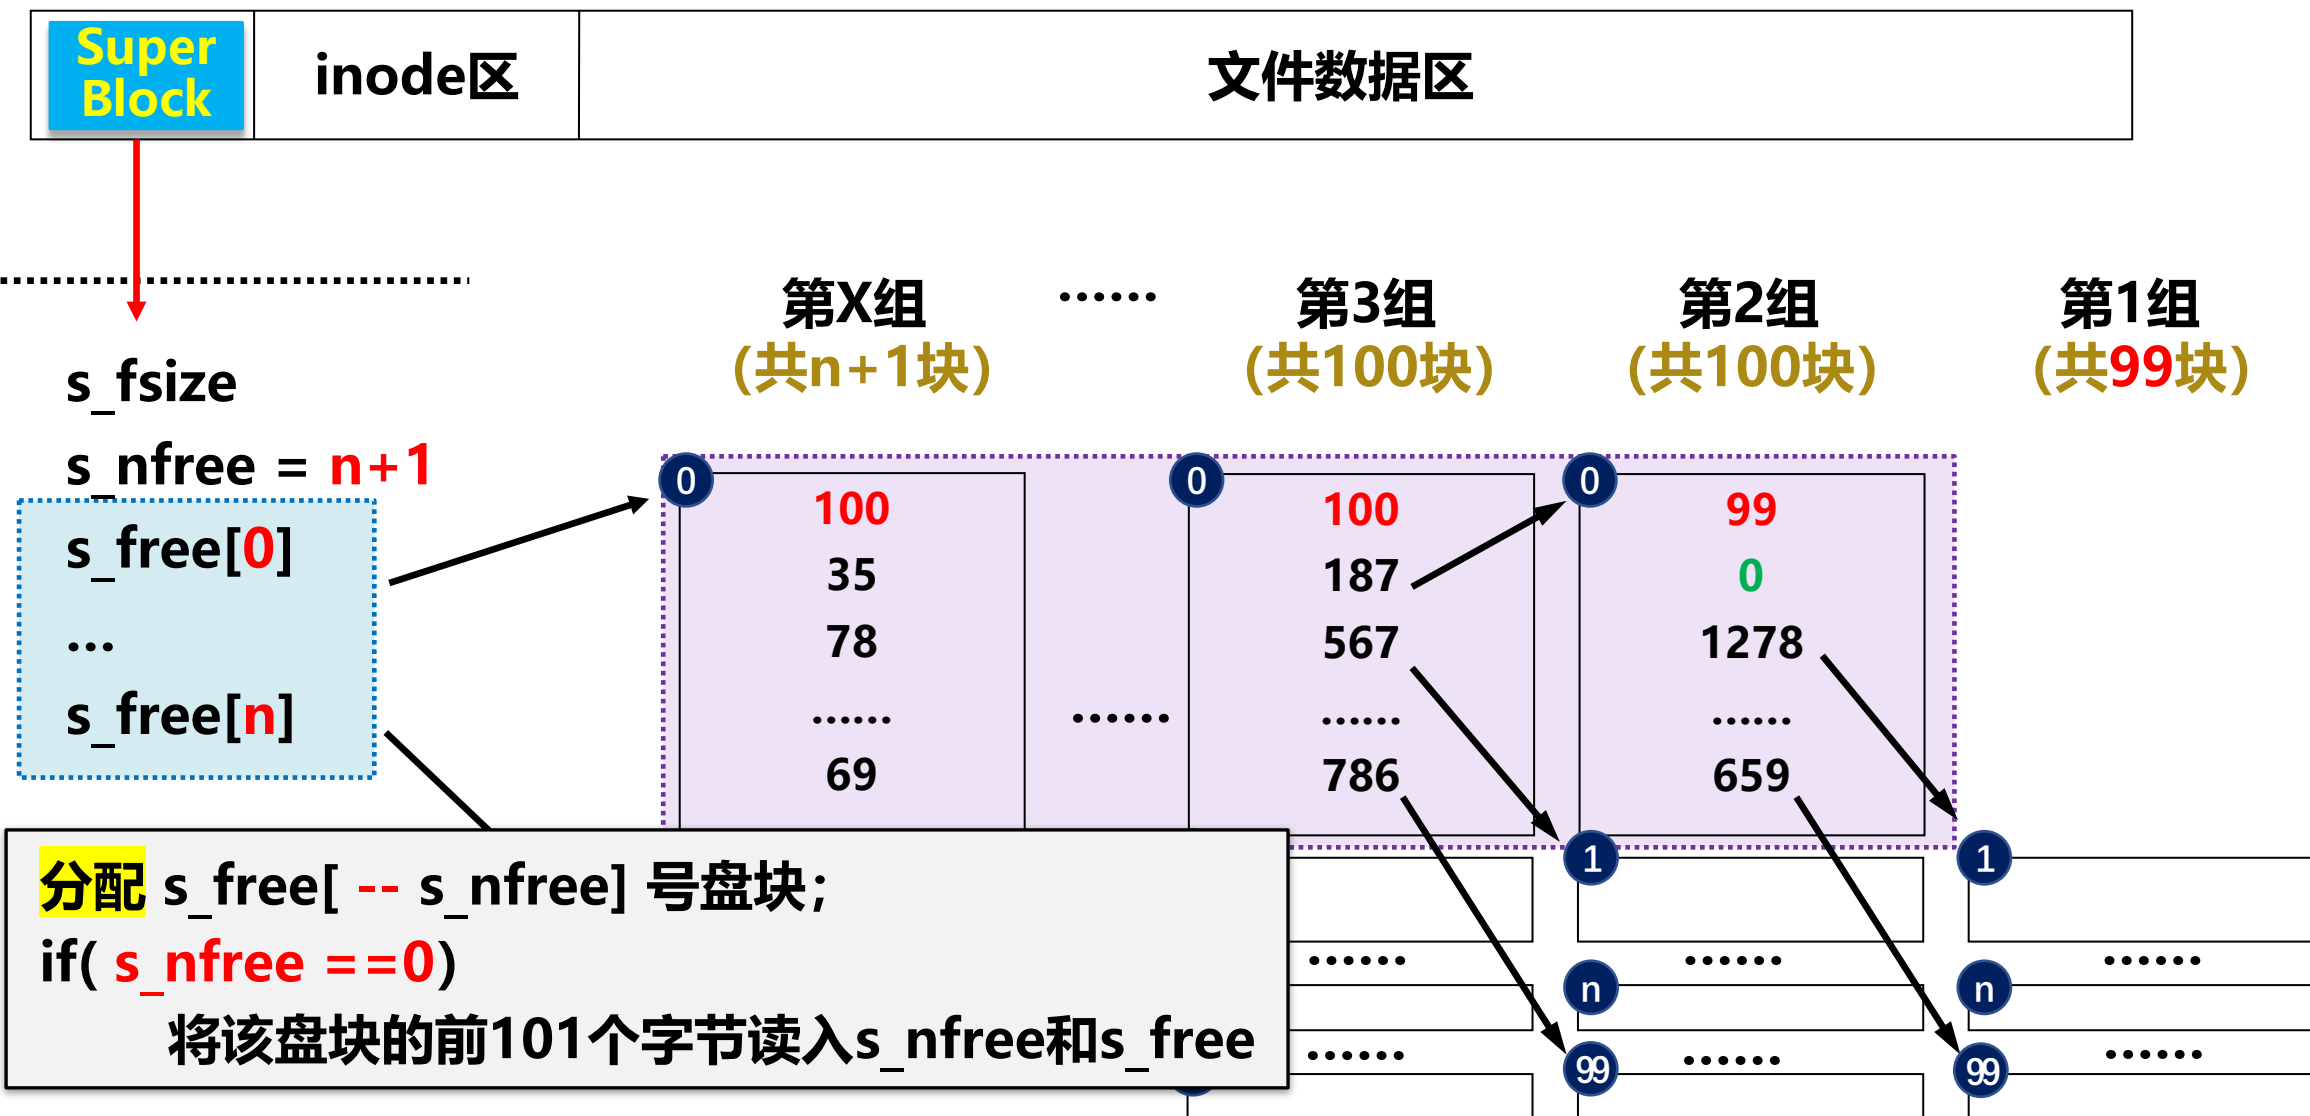 Super
Block
inode区
文件数据区
第X组
……
第3组
第2组
第1组
(共n+1块)
(共100块)
(共100块)
(共99块)
s_fsize
s_nfree = n+1
s_free[0]
...
s_free[n]
0
100
35
78
……
69
……
0
100
187
567
……
786
0
99
0
1278
……
659
1
1
……
……
……
n
n
……
……
……
99
99
分配 s_free[ -- s_nfree] 号盘块;
if( s_nfree ==0)
将该盘块的前101个字节读入s_nfree和s_free